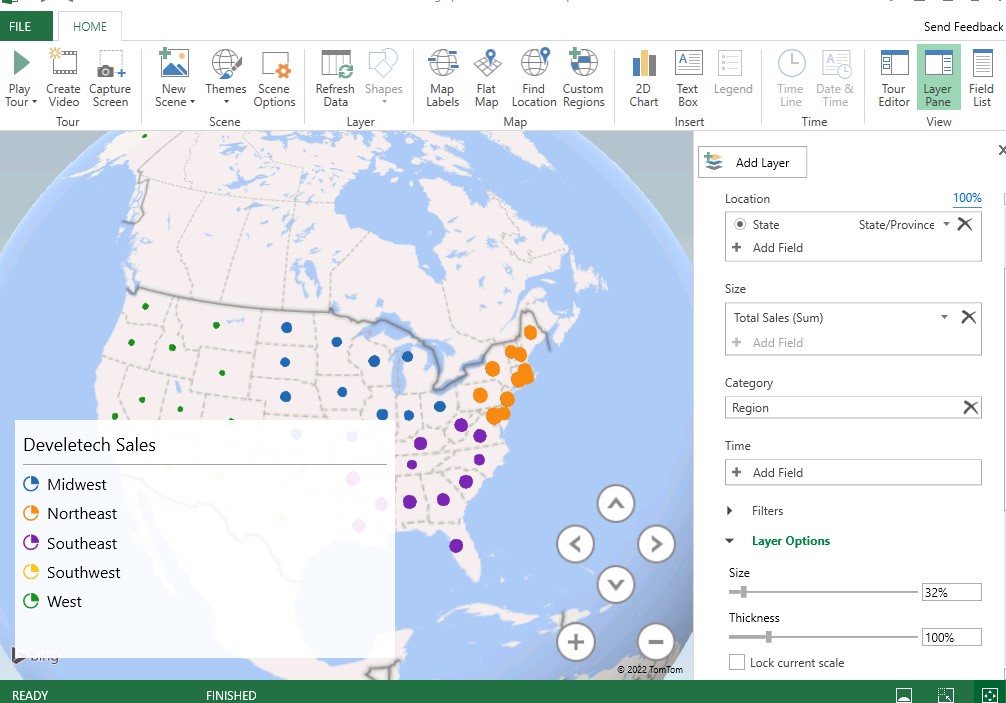 FILE
HOME
Send Feedback
Play Tour
Create Video
Capture Screen
New Scene
Themes
Scene Options
Refresh Data
Shapes
Map Labels
Flat Map
Find Location
Custom Regions
2D Chart
Text Box
Legend
Time Line
Date & Time
Tour Editor
Layer Pane
Field List
Tour
Scene
Layer
Map
Insert
Time
View
Add Layer
Location 100%
State State/Province
Add Field
Size
Total Sales (Sum)
Add Field
Category
Region
Time
Add Field
Filters
Layer Options
Size
32%
Thickness
100%
Lock current scale
Develetech Sales
Midwest
Northeast
Southeast
Southwest
West
bing
© 2022 TomTom
READY FINISHED